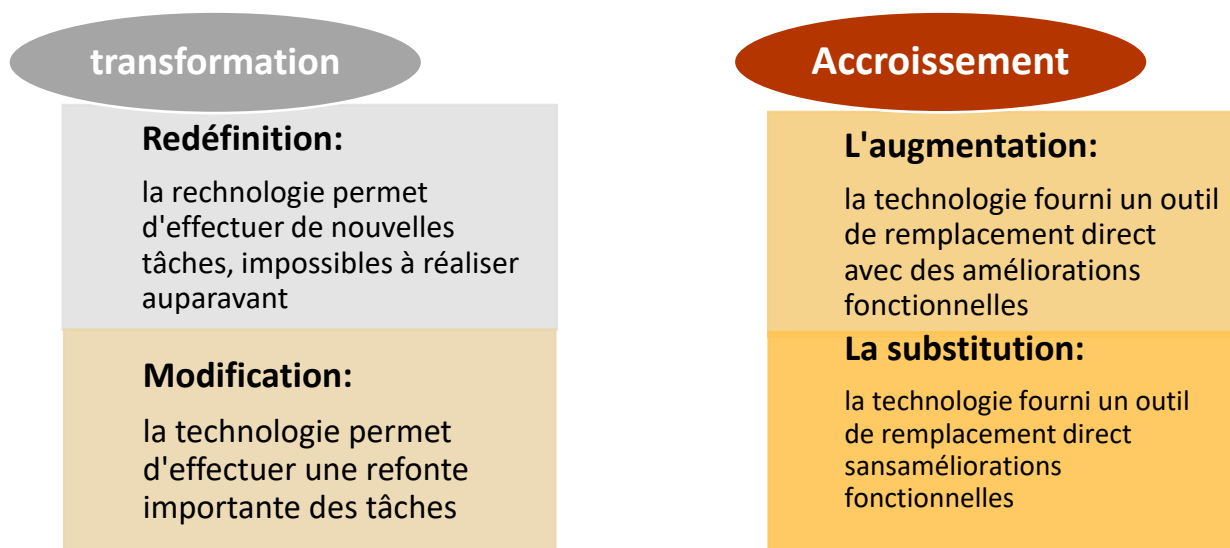 transformation
Redéfinition:
la rechnologie permet
d'effectuer de nouvelles
tâches, impossibles à réaliser
auparavant
Modification:
la technologie permet
d'effectuer une refonte
importante des tâches
Accroissement
L'augmentation:
la technologie fourni un outil
de remplacement direct
avec des améliorations
fonctionnelles
La substitution:
la technologie fourni un outil
de remplacement direct
sansaméliorations
fonctionnelles